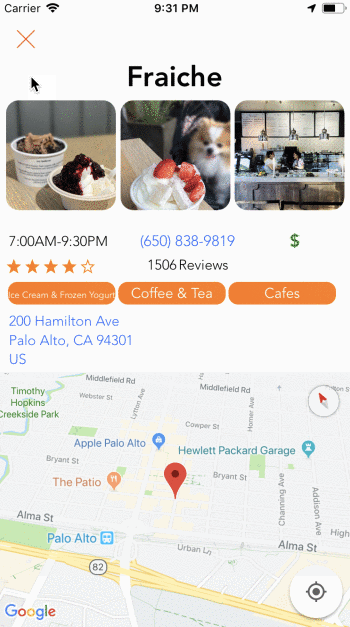 Carrier 9:31 PM
Fraiche
7:00AM-9:30PM (650) 838-9819 $
1506 Reviews
Ice Cream & Frozen Yogurt Coffee & Tea Cafes
200 Hamilton Ave
Palo Alto, CA 94301
US
Middlefield Rd Middlefield Rd
Timothy
Hopkins
Creekside Park
Webster St
Lytton Ave
Homer Ave
Cowper St
Apple Palo Alto
Hewlett Packard Garage
Bryant St
The Patio
Bryant St
Channing Ave
Addison Ave
Alma St
High
Palo Alto
Urban Ln
Alma St
82
Google